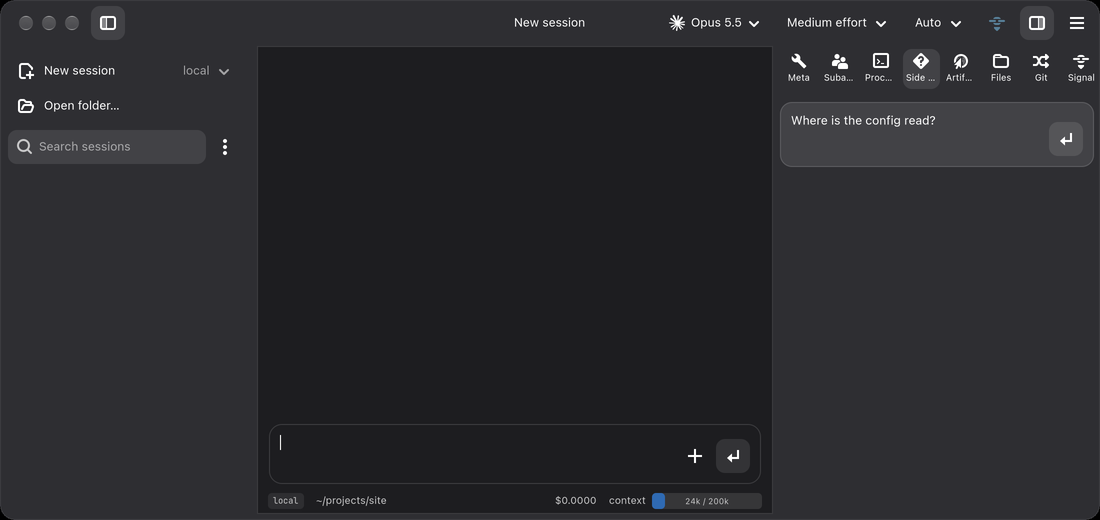 New session
Opus 5.5
Medium effort
Auto
New session
local
Open folder...
Search sessions
Meta
Suba...
Proc...
Side ...
Artif...
Files
Git
Signal
Where is the config read?
local
~/projects/site
$0.0000
context
24k / 200k